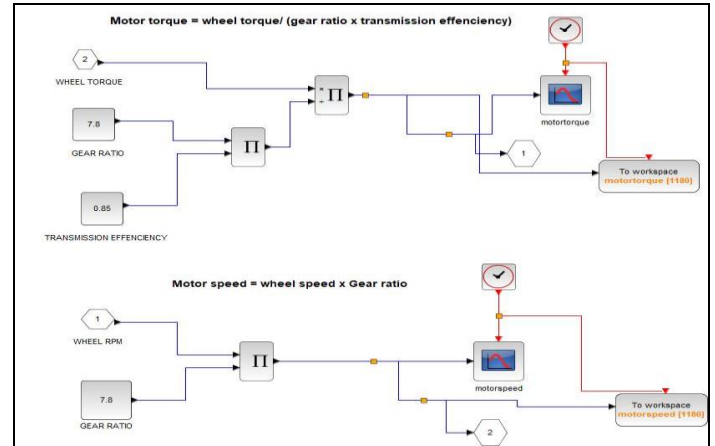 Motor torque = wheel torque/ (gear ratio x transmission effenciency)
2
WHEEL TORQUE
×
÷
Π
motortorque
7.8
GEAR RATIO
Π
1
To workspace
motortorque [1180]
0.85
TRANSMISSION EFFENCIENCY
Motor speed = wheel speed x Gear ratio
1
WHEEL RPM
Π
motorspeed
7.8
GEAR RATIO
To workspace
motorspeed [1180]
2